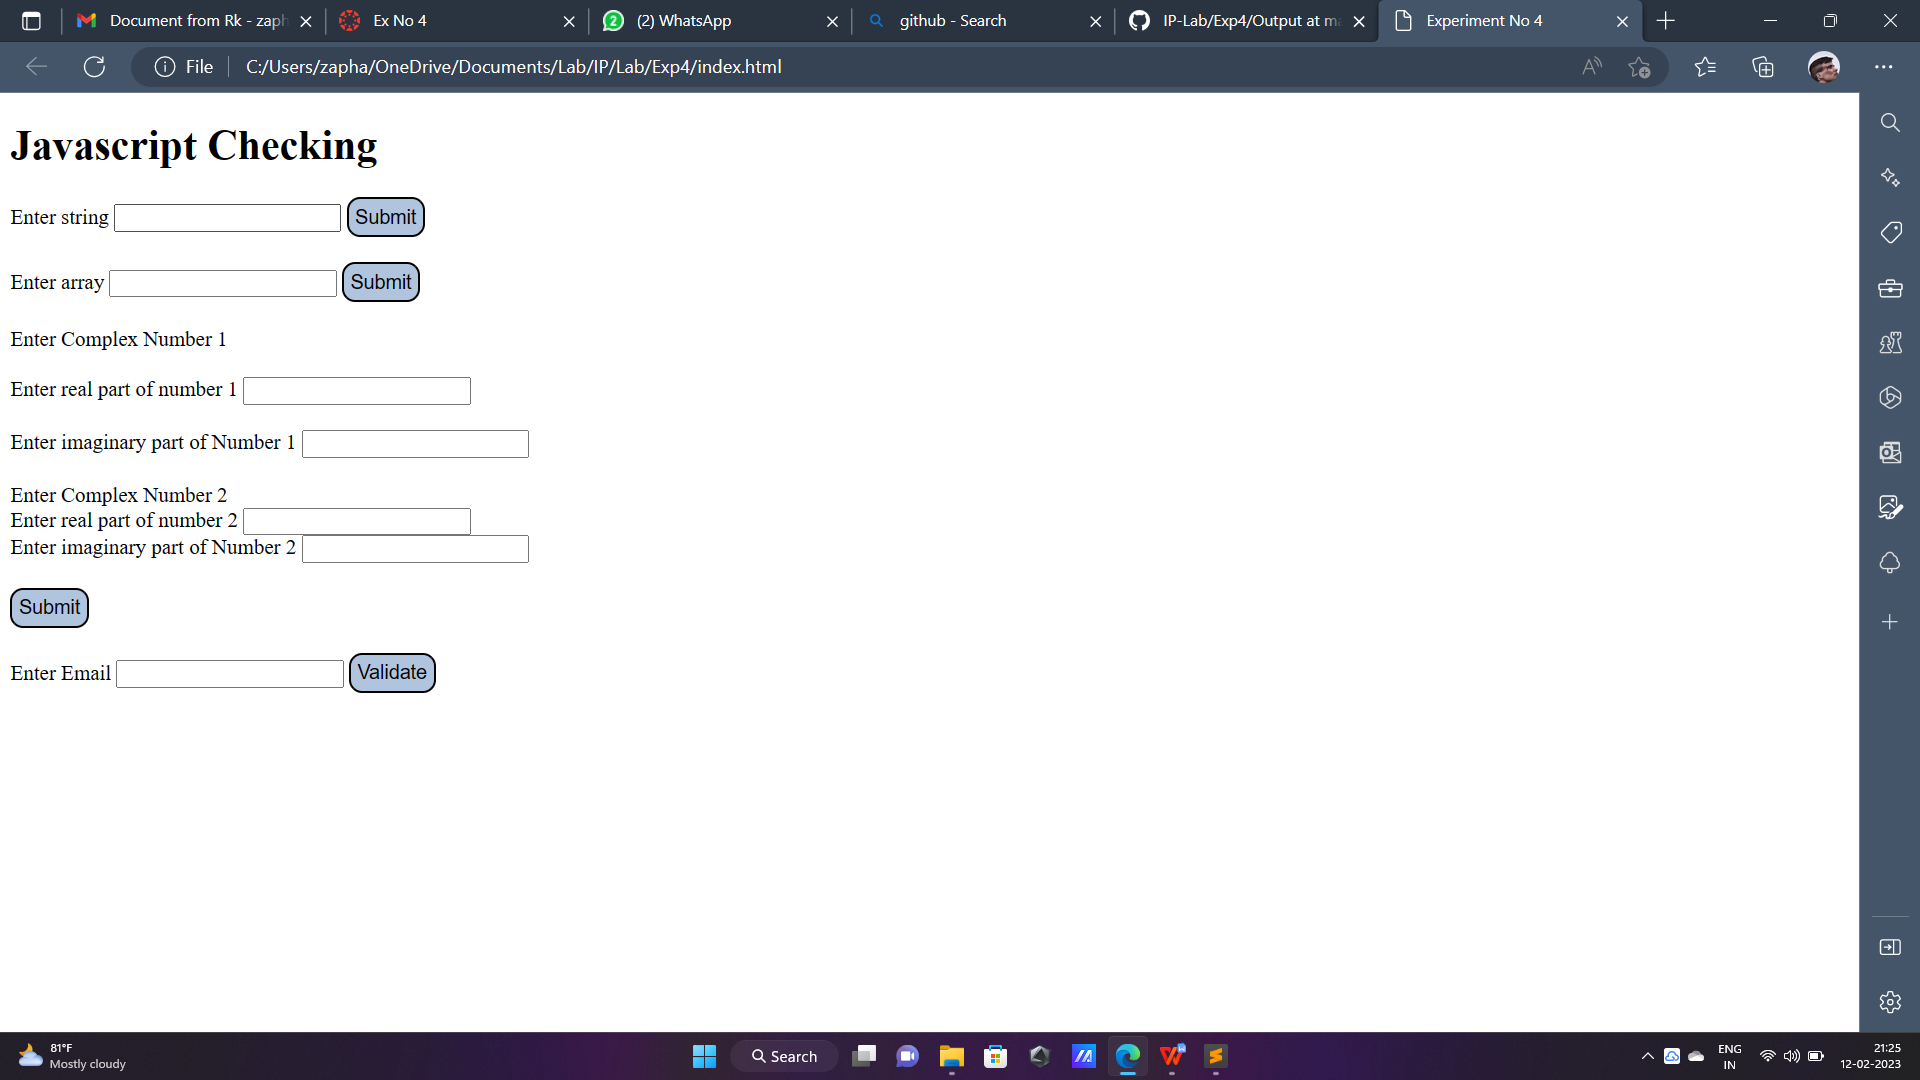 Document from Rk - zaph
Ex No 4
(2) WhatsApp
github - Search
IP-Lab/Exp4/Output at ma
Experiment No 4
File
C:/Users/zapha/OneDrive/Documents/Lab/IP/Lab/Exp4/index.html
Javascript Checking
Enter string
Submit
Enter array
Submit
Enter Complex Number 1
Enter real part of number 1
Enter imaginary part of Number 1
Enter Complex Number 2
Enter real part of number 2
Enter imaginary part of Number 2
Submit
Enter Email
Validate
81°F
Mostly cloudy
Search
ENG
IN
21:25
12-02-2023